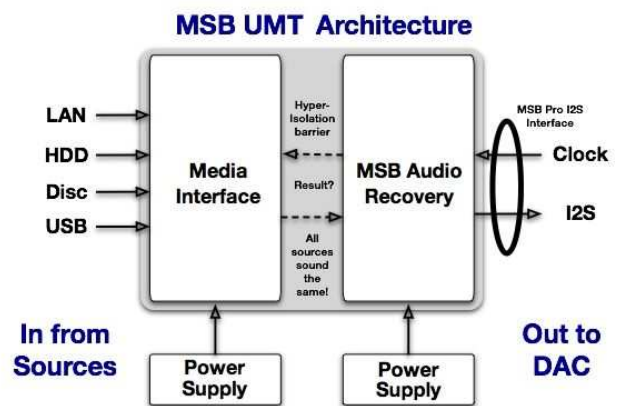 MSB UMT Architecture
LAN
HDD
Disc
USB
Media
Interface
Hyper-
Isolation
barrier
Result?
All
sources
sound
the
same!
MSB Audio
Recovery
MSB Pro I2S
Interface
Clock
I2S
In from
Sources
Power
Supply
Power
Supply
Out to
DAC